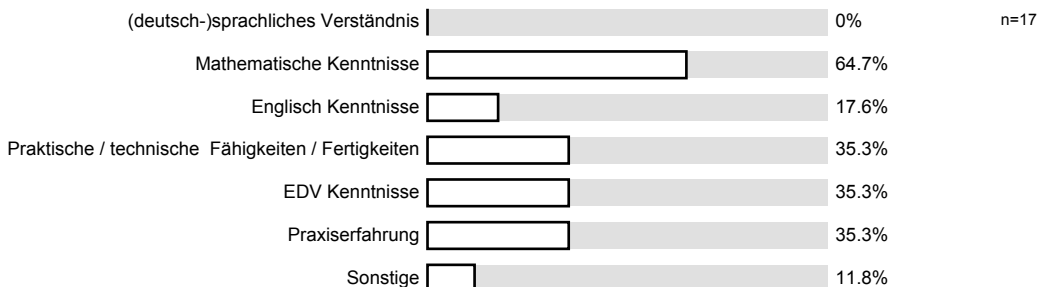 (deutsch-)sprachliches Verständnis 0% n=17
Mathematische Kenntnisse 64.7%
Englisch Kenntnisse 17.6%
Praktische / technische Fähigkeiten / Fertigkeiten 35.3%
EDV Kenntnisse 35.3%
Praxiserfahrung 35.3%
Sonstige 11.8%